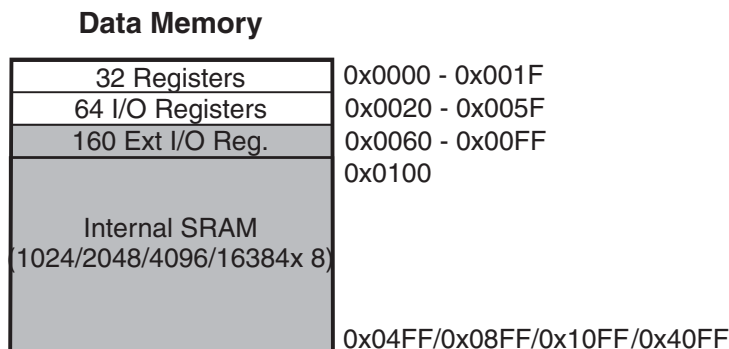 Data Memory
32 Registers
0x0000 - 0x001F
64 I/O Registers
0x0020 - 0x005F
160 Ext I/O Reg.
0x0060 - 0x00FF
0x0100
Internal SRAM
(1024/2048/4096/16384x 8)
0x04FF/0x08FF/0x10FF/0x40FF